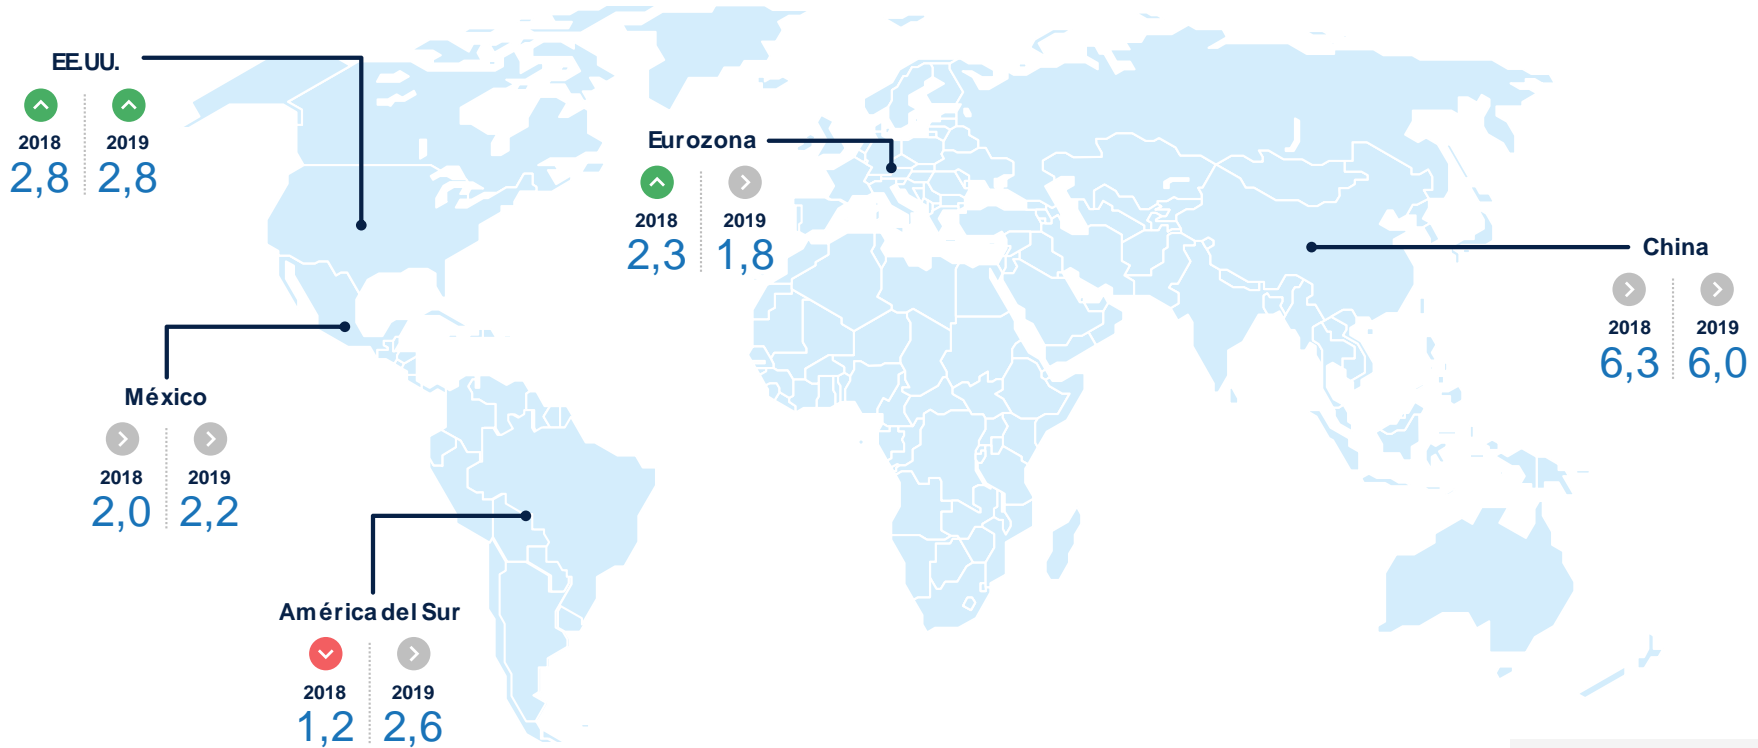 EE.UU.
2018 2019
2,8 2,8
Eurozona
2018 2019
2,3 1,8
China
2018 2019
6,3 6,0
México
2018 2019
2,0 2,2
América del Sur
2018 2019
1,2 2,6